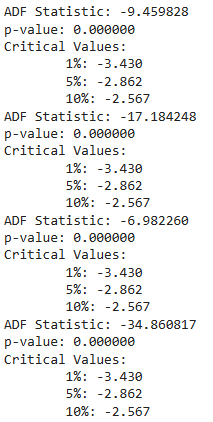 ADF Statistic: -9.459828
p-value: 0.000000
Critical Values:
	1%: -3.430
	5%: -2.862
	10%: -2.567
ADF Statistic: -17.184248
p-value: 0.000000
Critical Values:
	1%: -3.430
	5%: -2.862
	10%: -2.567
ADF Statistic: -6.982260
p-value: 0.000000
Critical Values:
	1%: -3.430
	5%: -2.862
	10%: -2.567
ADF Statistic: -34.860817
p-value: 0.000000
Critical Values:
	1%: -3.430
	5%: -2.862
	10%: -2.567